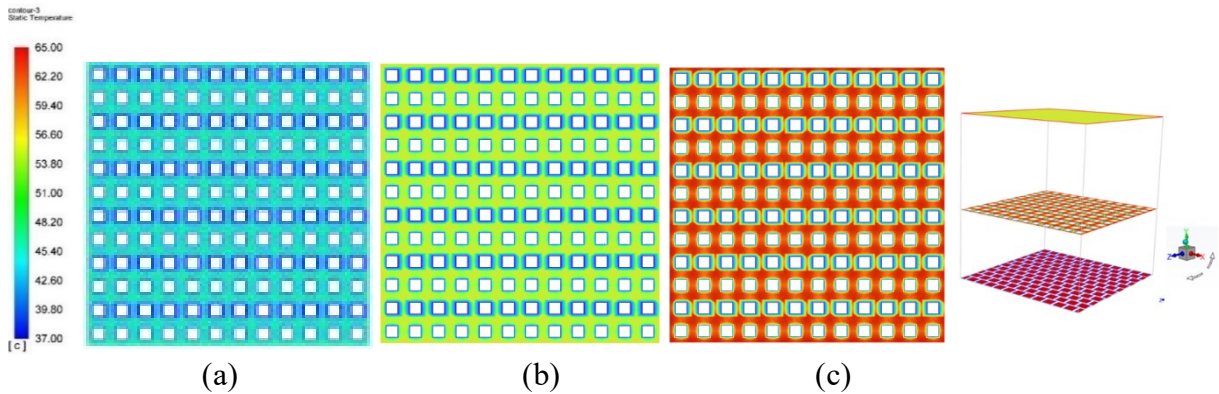 contour-3
Static Temperature
65.00
62.20
59.40
56.60
53.80
51.00
48.20
45.40
42.60
39.80
37.00
[ C ]
Y
Z
X
(a)
(b)
(c)